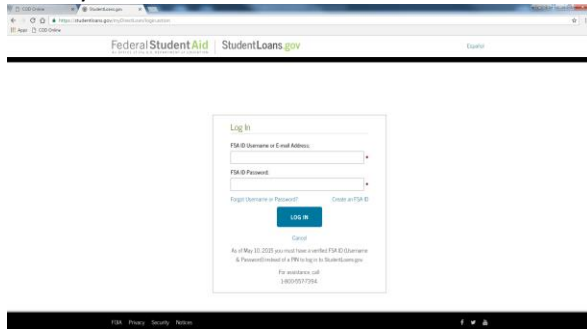 COD Online
StudentLoans.gov
Apps
COD Online
Federal Student Aid
StudentLoans.gov
Español
Log In
FSA ID Username or E-mail Address:
FSA ID Password:
Forgot Username or Password?
Create an FSA ID
LOG IN
Cancel
As of May 10, 2015 you must have a verified FSA ID (Username
& Password) instead of a PIN to log in to StudentLoans.gov
For assistance, call
1-800-557-7394.
FOIA Privacy Security Notices